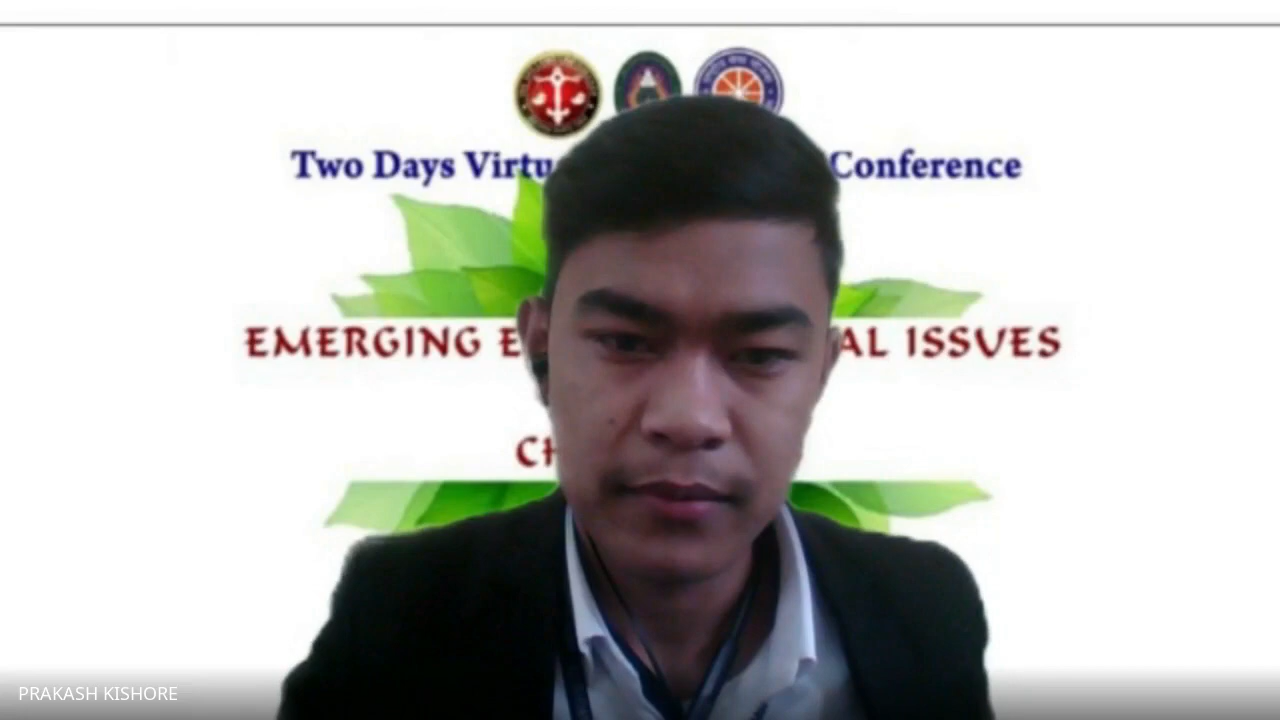 Two Days Virtu Conference
EMERGING E AL ISSUES
CH
PRAKASH KISHORE